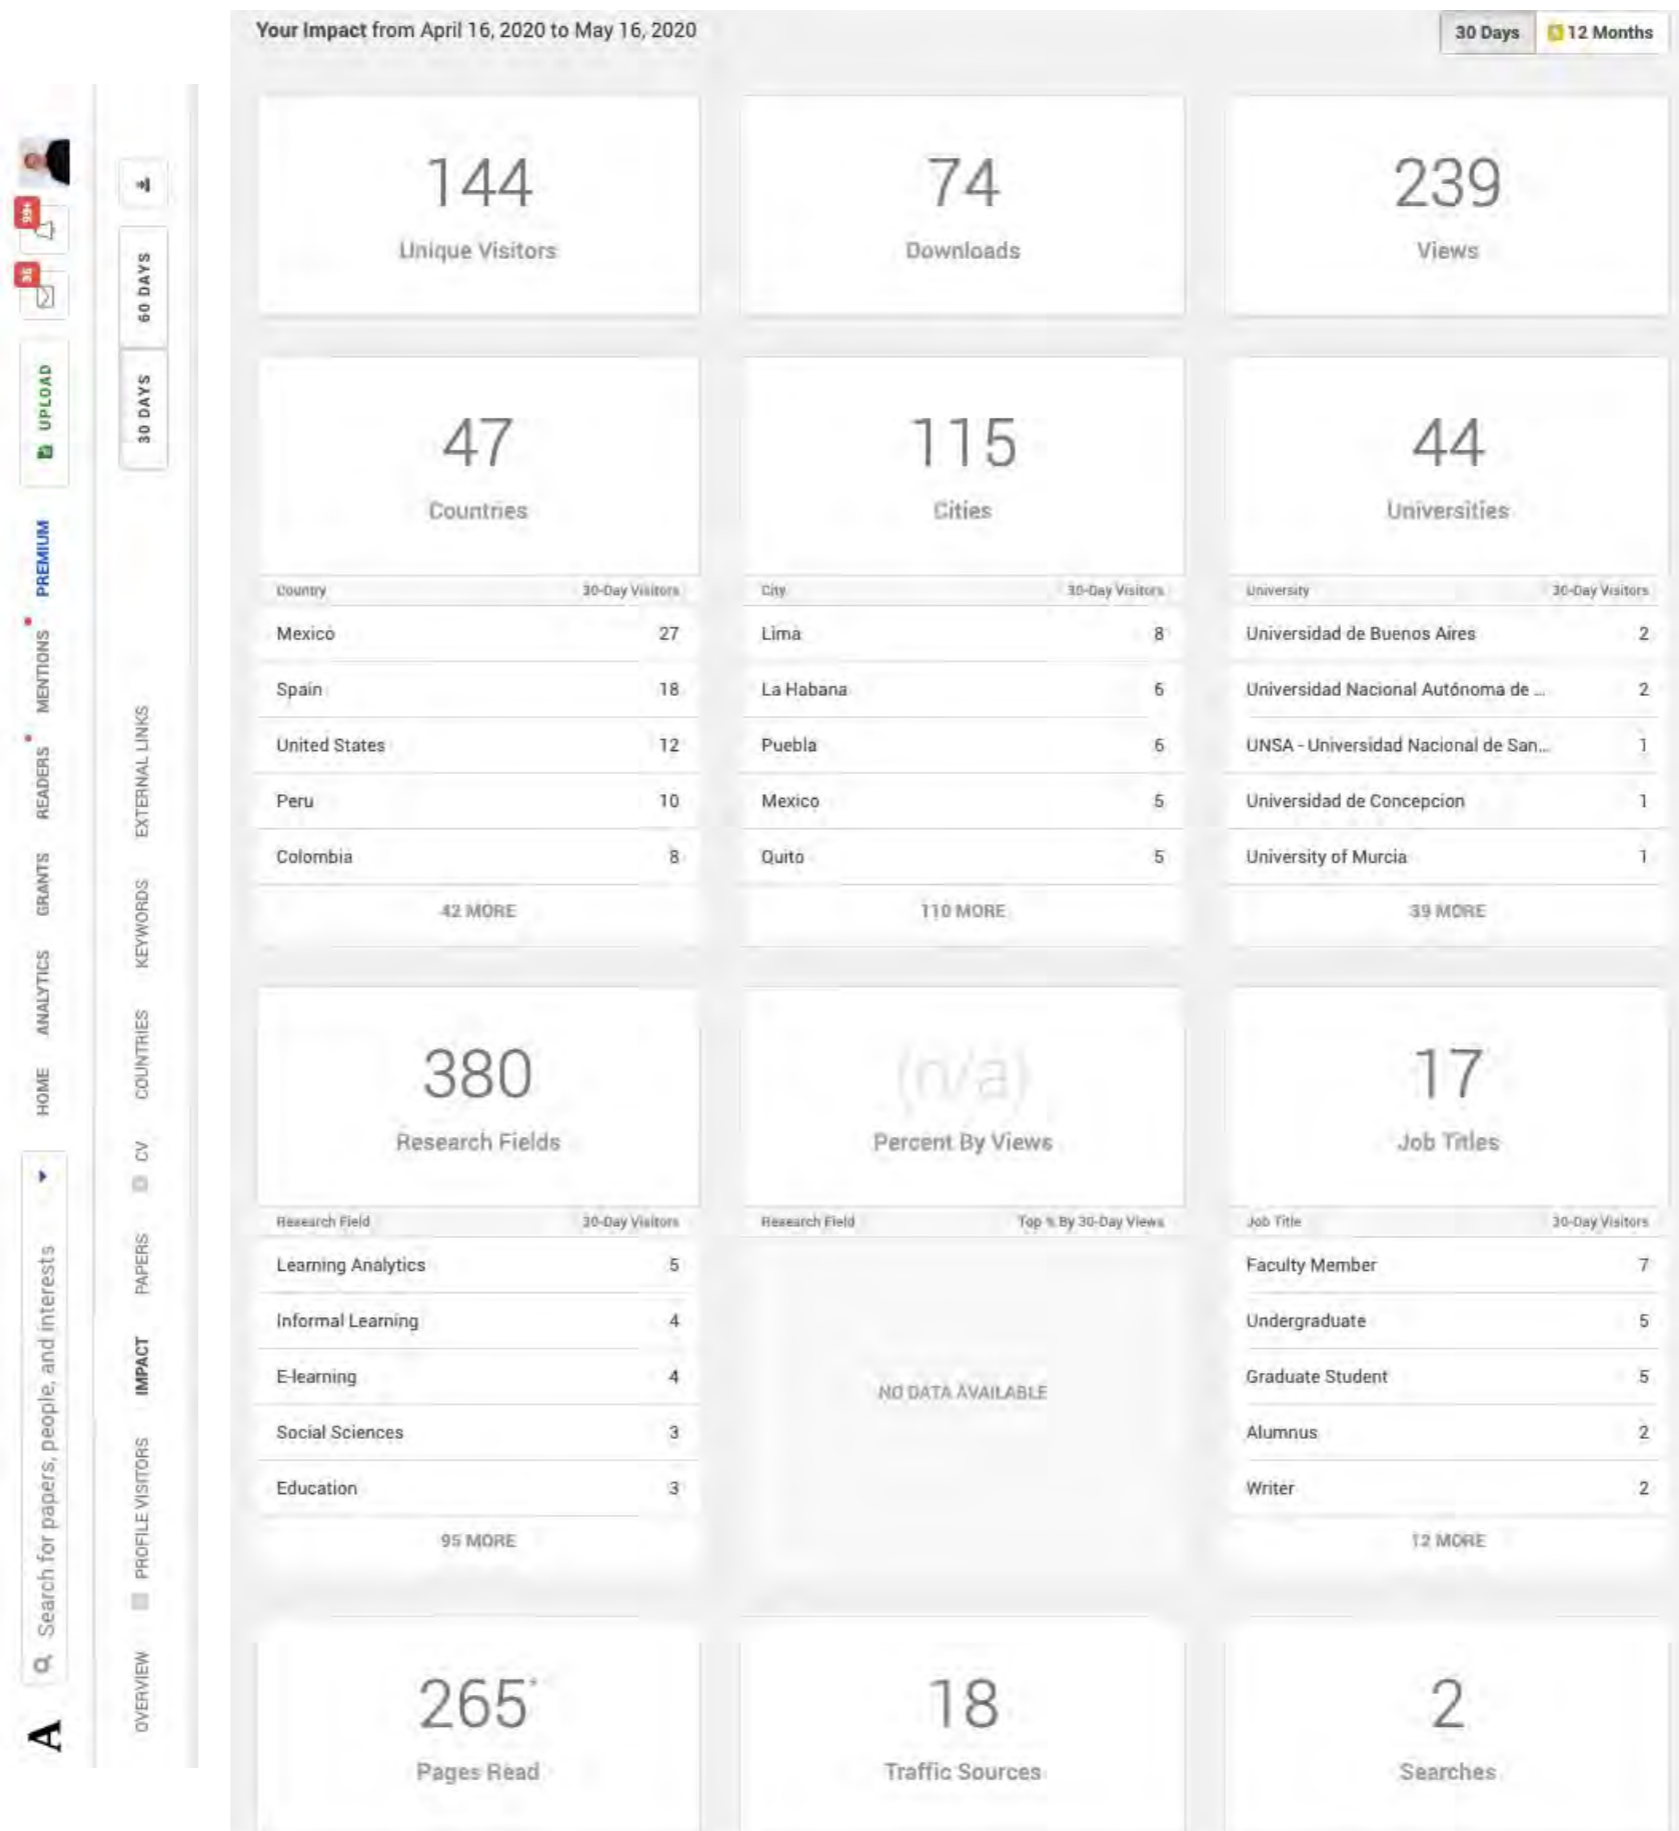 A
Search for papers, people, and interests
HOME
ANALYTICS
GRANTS
READERS
MENTIONS
PREMIUM
UPLOAD
36
99+
OVERVIEW
PROFILE VISITORS
IMPACT
PAPERS
CV
COUNTRIES
KEYWORDS
EXTERNAL LINKS
30 DAYS
60 DAYS
Your Impact from April 16, 2020 to May 16, 2020
30 Days
12 Months
144
Unique Visitors
74
Downloads
239
Views
47
Countries
Country 30-Day Visitors
Mexico 27
Spain 18
United States 12
Peru 10
Colombia 8
42 MORE
115
Cities
City 30-Day Visitors
Lima 8
La Habana 6
Puebla 6
Mexico 5
Quito 5
110 MORE
44
Universities
University 30-Day Visitors
Universidad de Buenos Aires 2
Universidad Nacional Autónoma de ... 2
UNSA - Universidad Nacional de San... 1
Universidad de Concepcion 1
University of Murcia 1
39 MORE
380
Research Fields
Research Field 30-Day Visitors
Learning Analytics 5
Informal Learning 4
E-learning 4
Social Sciences 3
Education 3
95 MORE
(n/a)
Percent By Views
Research Field Top % By 30-Day Views
NO DATA AVAILABLE
17
Job Titles
Job Title 30-Day Visitors
Faculty Member 7
Undergraduate 5
Graduate Student 5
Alumnus 2
Writer 2
12 MORE
265*
Pages Read
18
Traffic Sources
2
Searches